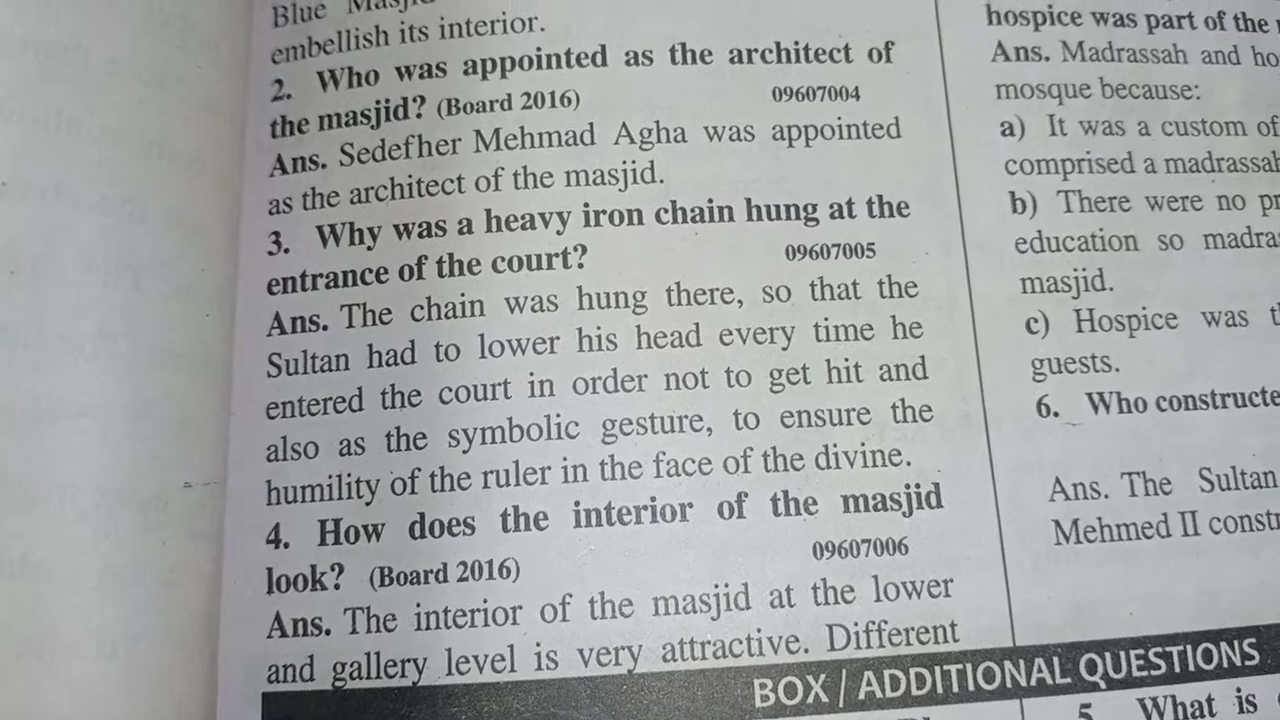 Blue
embellish its interior.
2. Who was appointed as the architect of
the masjid? (Board 2016) 09607004
Ans. Sedefher Mehmad Agha was appointed
as the architect of the masjid.
3. Why was a heavy iron chain hung at the
entrance of the court? 09607005
Ans. The chain was hung there, so that the
Sultan had to lower his head every time he
entered the court in order not to get hit and
also as the symbolic gesture, to ensure the
humility of the ruler in the face of the divine.
4. How does the interior of the masjid
look? (Board 2016) 09607006
Ans. The interior of the masjid at the lower
and gallery level is very attractive. Different
hospice was part of the
Ans. Madrassah and ho
mosque because:
a) It was a custom of
comprised a madrassah
b) There were no pr
education so madra
masjid.
c) Hospice was t
guests.
6. Who constructe
Ans. The Sultan
Mehmed II constr
BOX / ADDITIONAL QUESTIONS
5 What is